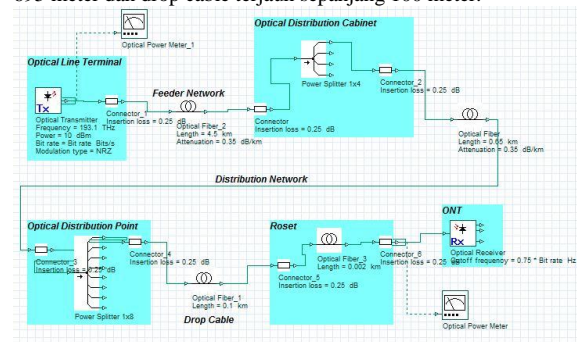 695 meter dan drop cable terjauh sepanjang 100 meter.
Optical Power Meter_1
Optical Distribution Cabinet
Optical Line Terminal
Power Splitter 1x4
Connector_2
Insertion loss = 0.25 dB
Feeder Network
Tx
Optical Transmitter
Frequency = 193.1 THz
Power = 10 dBm
Bit rate = Bit rate Bits/s
Modulation type = NRZ
Connector_1
Insertion loss = 0.25 dB
Optical Fiber_2
Length = 4.5 km
Attenuation = 0.35 dB/km
Connector
Insertion loss = 0.25 dB
Optical Fiber
Length = 0.65 km
Attenuation = 0.35 dB/km
Distribution Network
Optical Distribution Point
Connector_3
Insertion loss = 0.25 dB
Power Splitter 1x8
Connector_4
Insertion loss = 0.25 dB
Optical Fiber_1
Length = 0.1 km
Drop Cable
Roset
Optical Fiber_3
Length = 0.002 km
Connector_5
Insertion loss = 0.25 dB
Connector_6
Insertion loss = 0.25 dB
ONT
Rx
Optical Receiver
Cutoff frequency = 0.75 * Bit rate Hz
Optical Power Meter